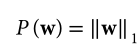 P(w) = ‖w‖₁